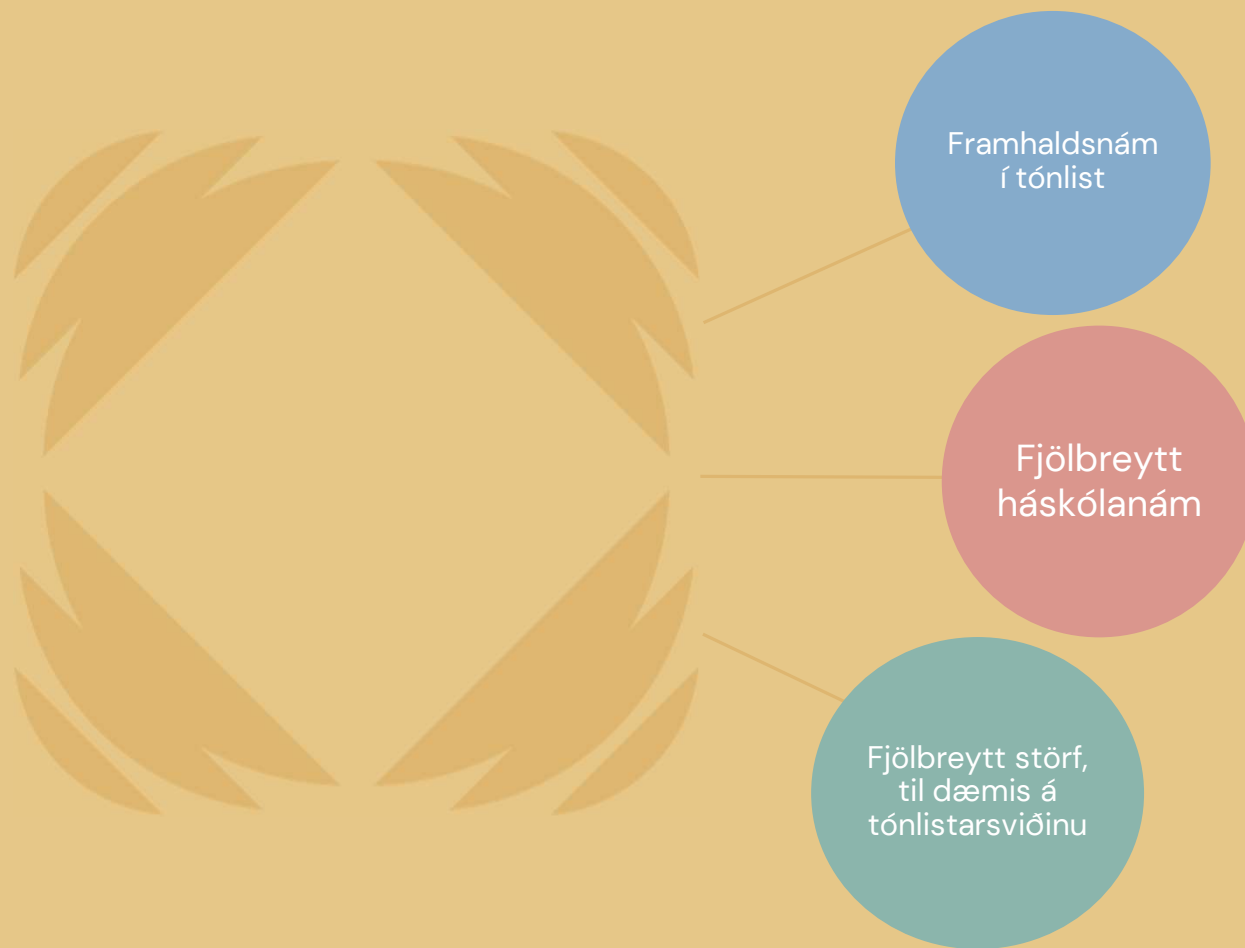 Framhaldsnám
í tónlist
Fjölbreytt
háskólanám
Fjölbreytt störf,
til dæmis á
tónlistarsviðinu